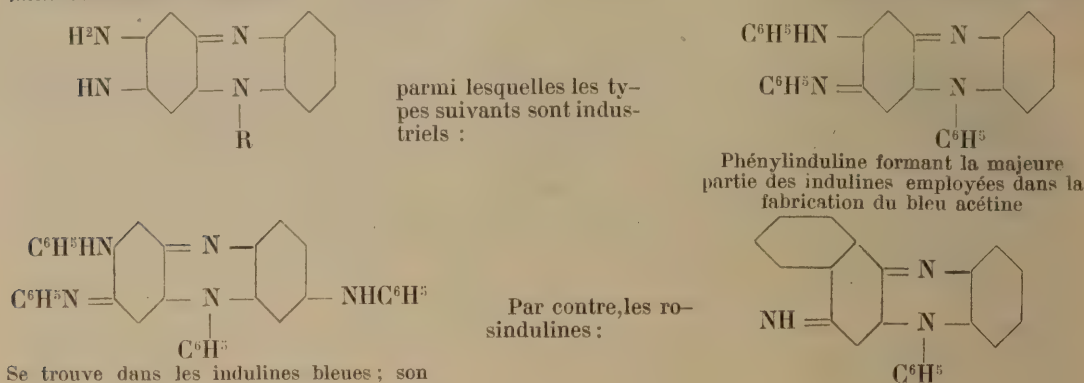 H²N — = N —
HN — — N —
R
parmi lesquelles les ty-
pes suivants sont indus-
triels :
C⁶H⁵HN — = N —
C⁶H⁵N = — N —
C⁶H⁵
Phénylinduline formant la majeure
partie des indulines employées dans la
fabrication du bleu acétine
C⁶H⁵HN = N —
C⁶H⁵N = — N — — NHC⁶H⁵
C⁶H⁵
Se trouve dans les indulines bleues ; son
Par contre, les ro-
sindulines :
= N —
NH = — N —
C⁶H⁵